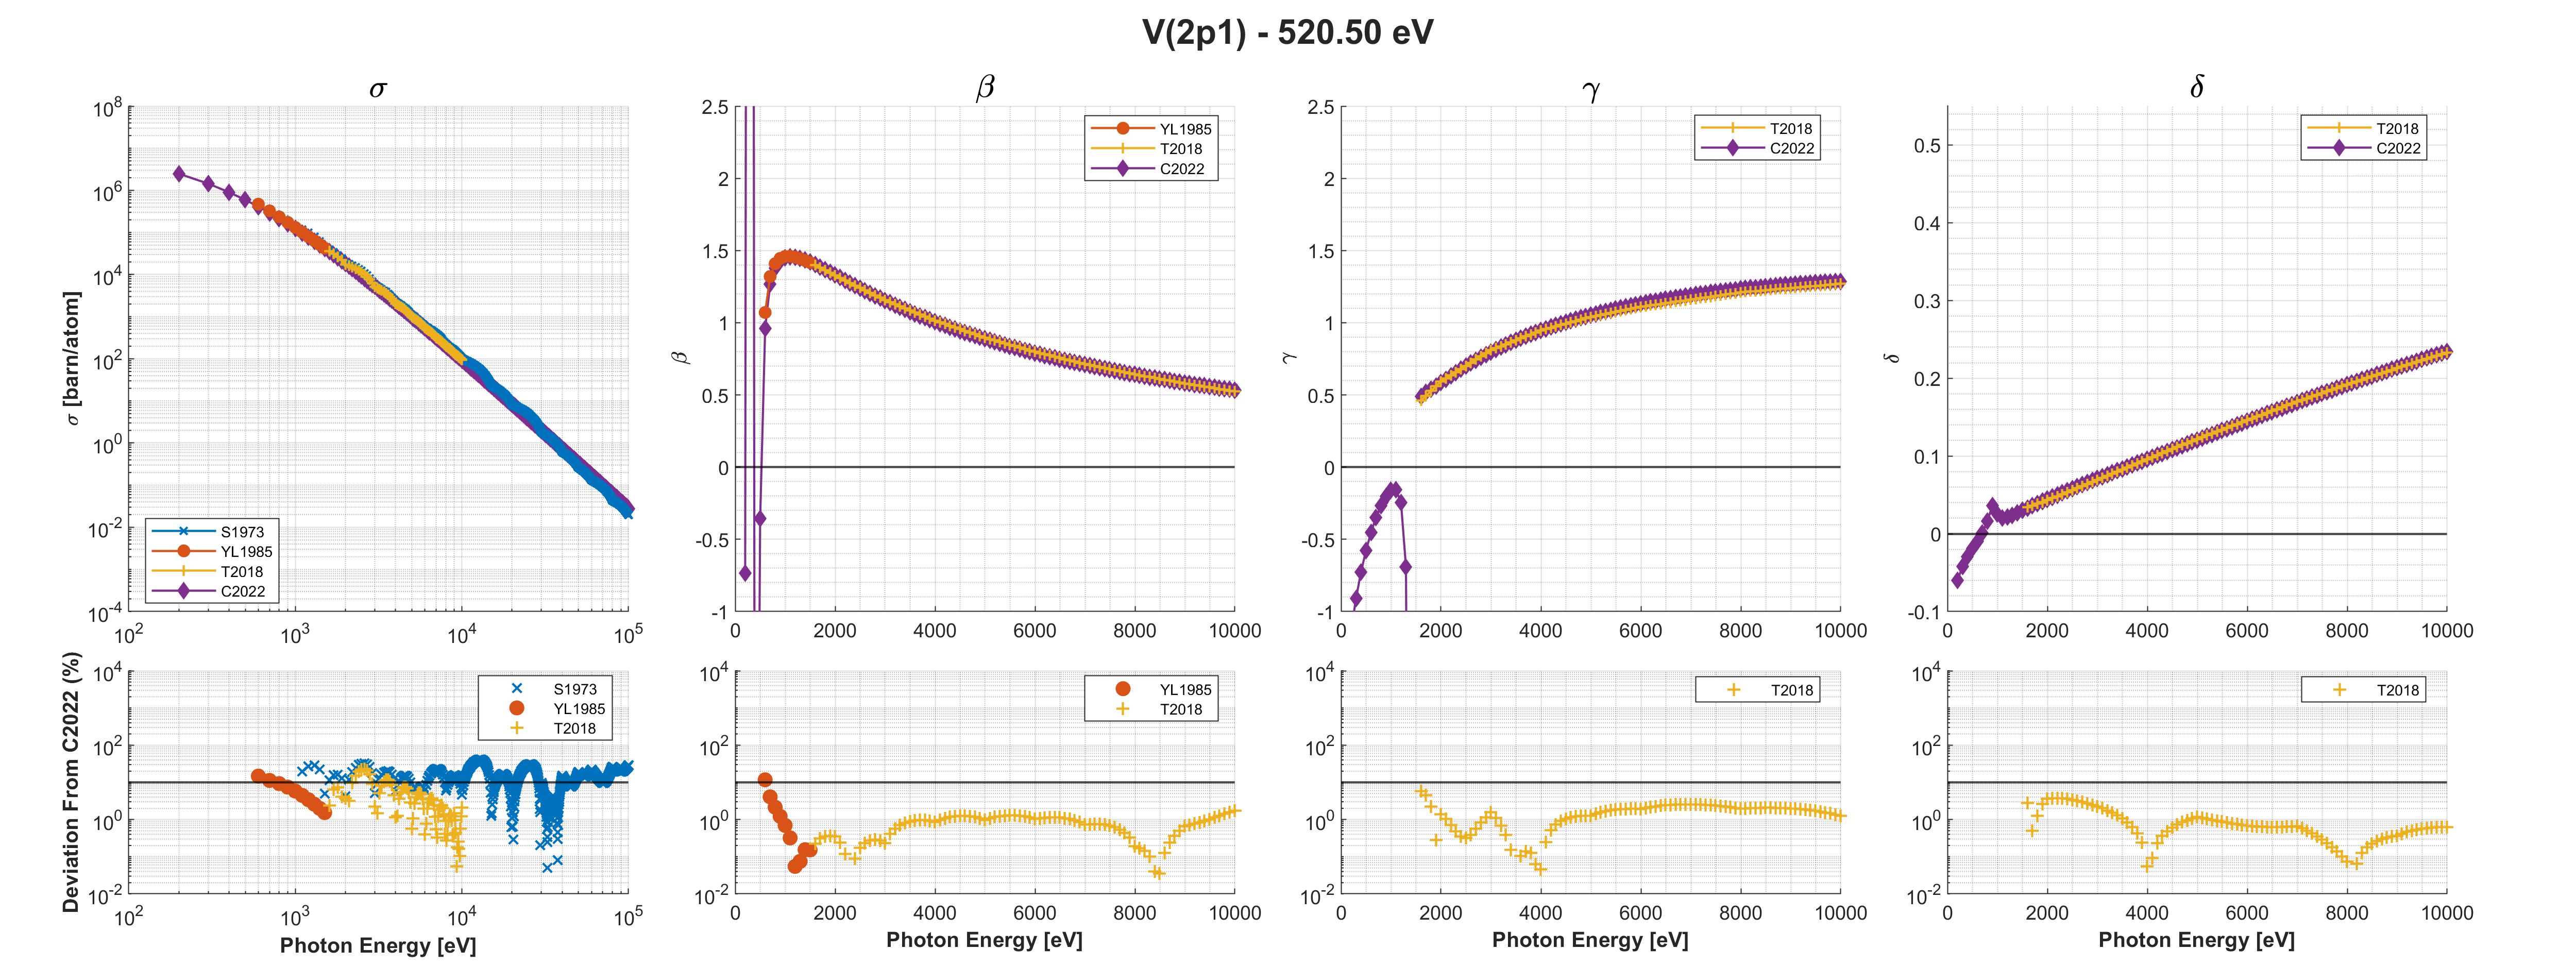 V(2p1) - 520.50 eV
σ
10^8
10^6
10^4
10^2
10^0
10^-2
10^-4
σ [barn/atom]
S1973
YL1985
T2018
C2022
10^2 10^3 10^4 10^5
β
2.5
2
1.5
1
0.5
0
-0.5
-1
β
YL1985
T2018
C2022
0 2000 4000 6000 8000 10000
γ
2.5
2
1.5
1
0.5
0
-0.5
-1
γ
T2018
C2022
0 2000 4000 6000 8000 10000
δ
0.5
0.4
0.3
0.2
0.1
0
-0.1
δ
T2018
C2022
0 2000 4000 6000 8000 10000
Deviation From C2022 (%)
10^4
10^2
10^0
10^-2
S1973
YL1985
T2018
10^2 10^3 10^4 10^5
Photon Energy [eV]
10^4
10^2
10^0
10^-2
YL1985
T2018
0 2000 4000 6000 8000 10000
Photon Energy [eV]
10^4
10^2
10^0
10^-2
T2018
0 2000 4000 6000 8000 10000
Photon Energy [eV]
10^4
10^2
10^0
10^-2
T2018
0 2000 4000 6000 8000 10000
Photon Energy [eV]